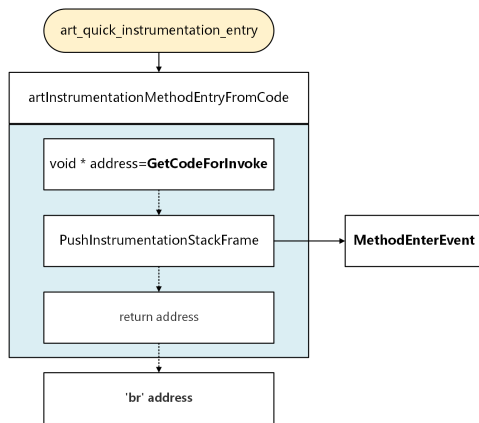 art_quick_instrumentation_entry
artInstrumentationMethodEntryFromCode
void * address=GetCodeForInvoke
PushInstrumentationStackFrame
MethodEnterEvent
return address
'br' address